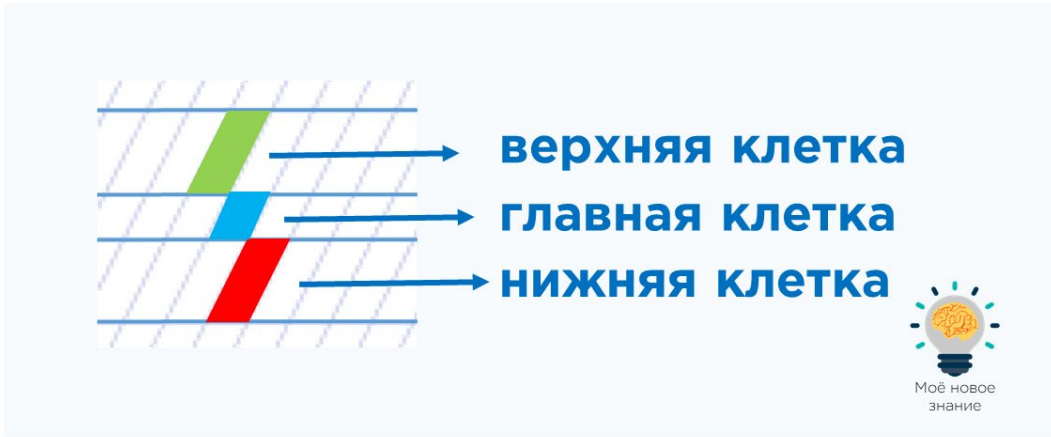 верхняя клетка
главная клетка
нижняя клетка
Моё новое
знание